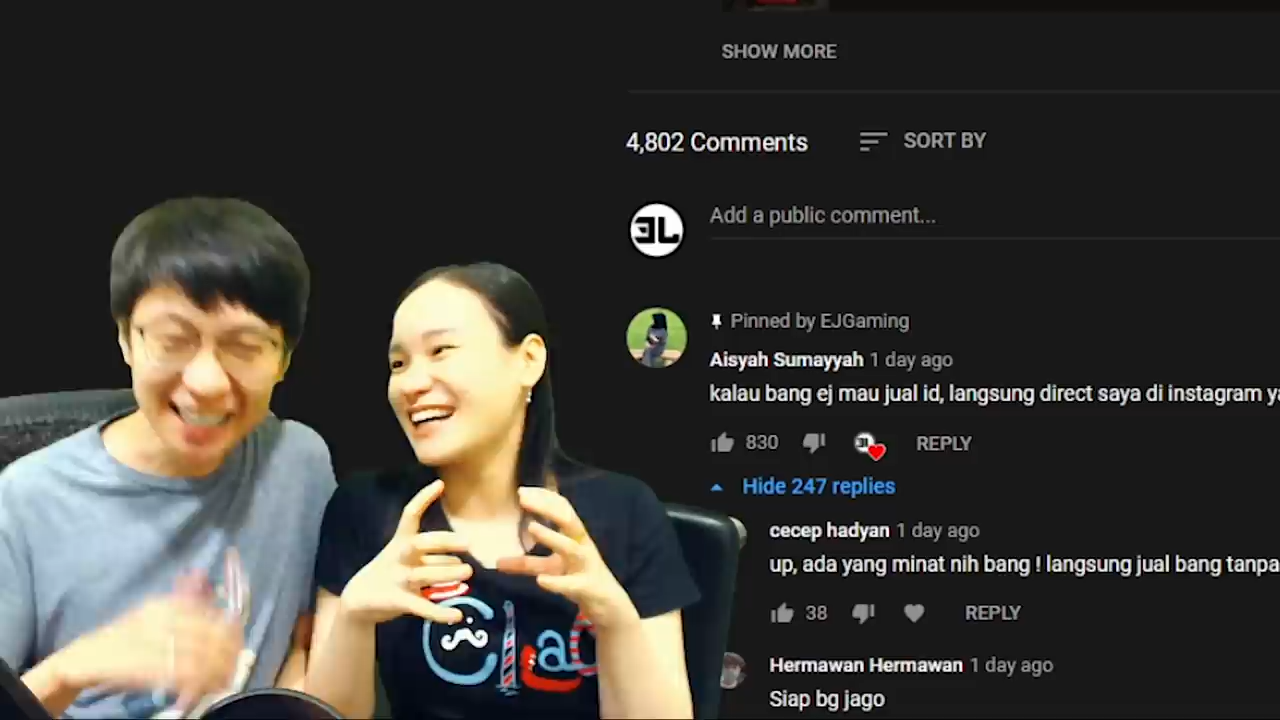 SHOW MORE
4,802 Comments
SORT BY
Add a public comment...
Pinned by EJGaming
Aisyah Sumayyah 1 day ago
kalau bang ej mau jual id, langsung direct saya di instagram
830
REPLY
Hide 247 replies
cecep hadyan 1 day ago
up, ada yang minat nih bang ! langsung jual bang tanpa
38
REPLY
Hermawan Hermawan 1 day ago
Siap bg jago